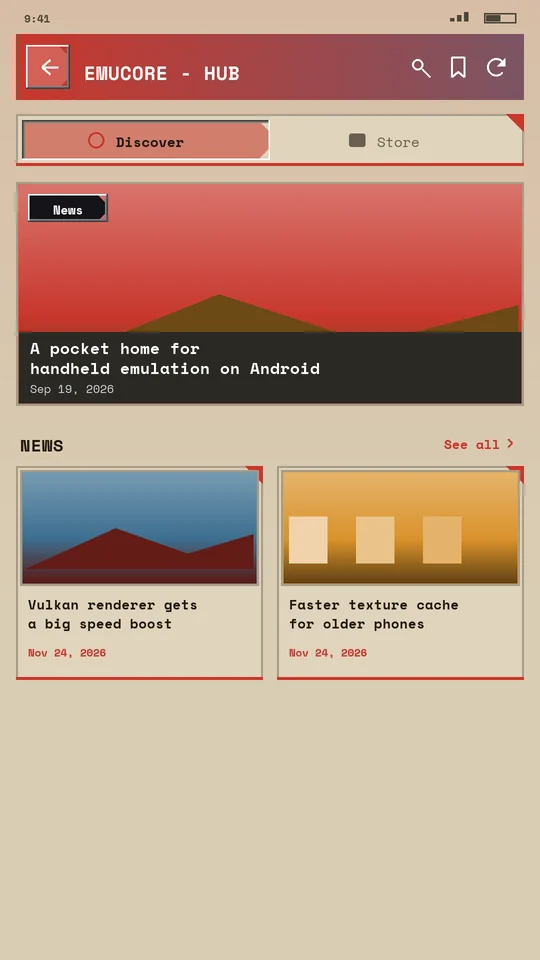 9:41
EMUCORE - HUB
Discover
Store
News
A pocket home for
handheld emulation on Android
Sep 19, 2026
NEWS
See all
Vulkan renderer gets
a big speed boost
Nov 24, 2026
Faster texture cache
for older phones
Nov 24, 2026